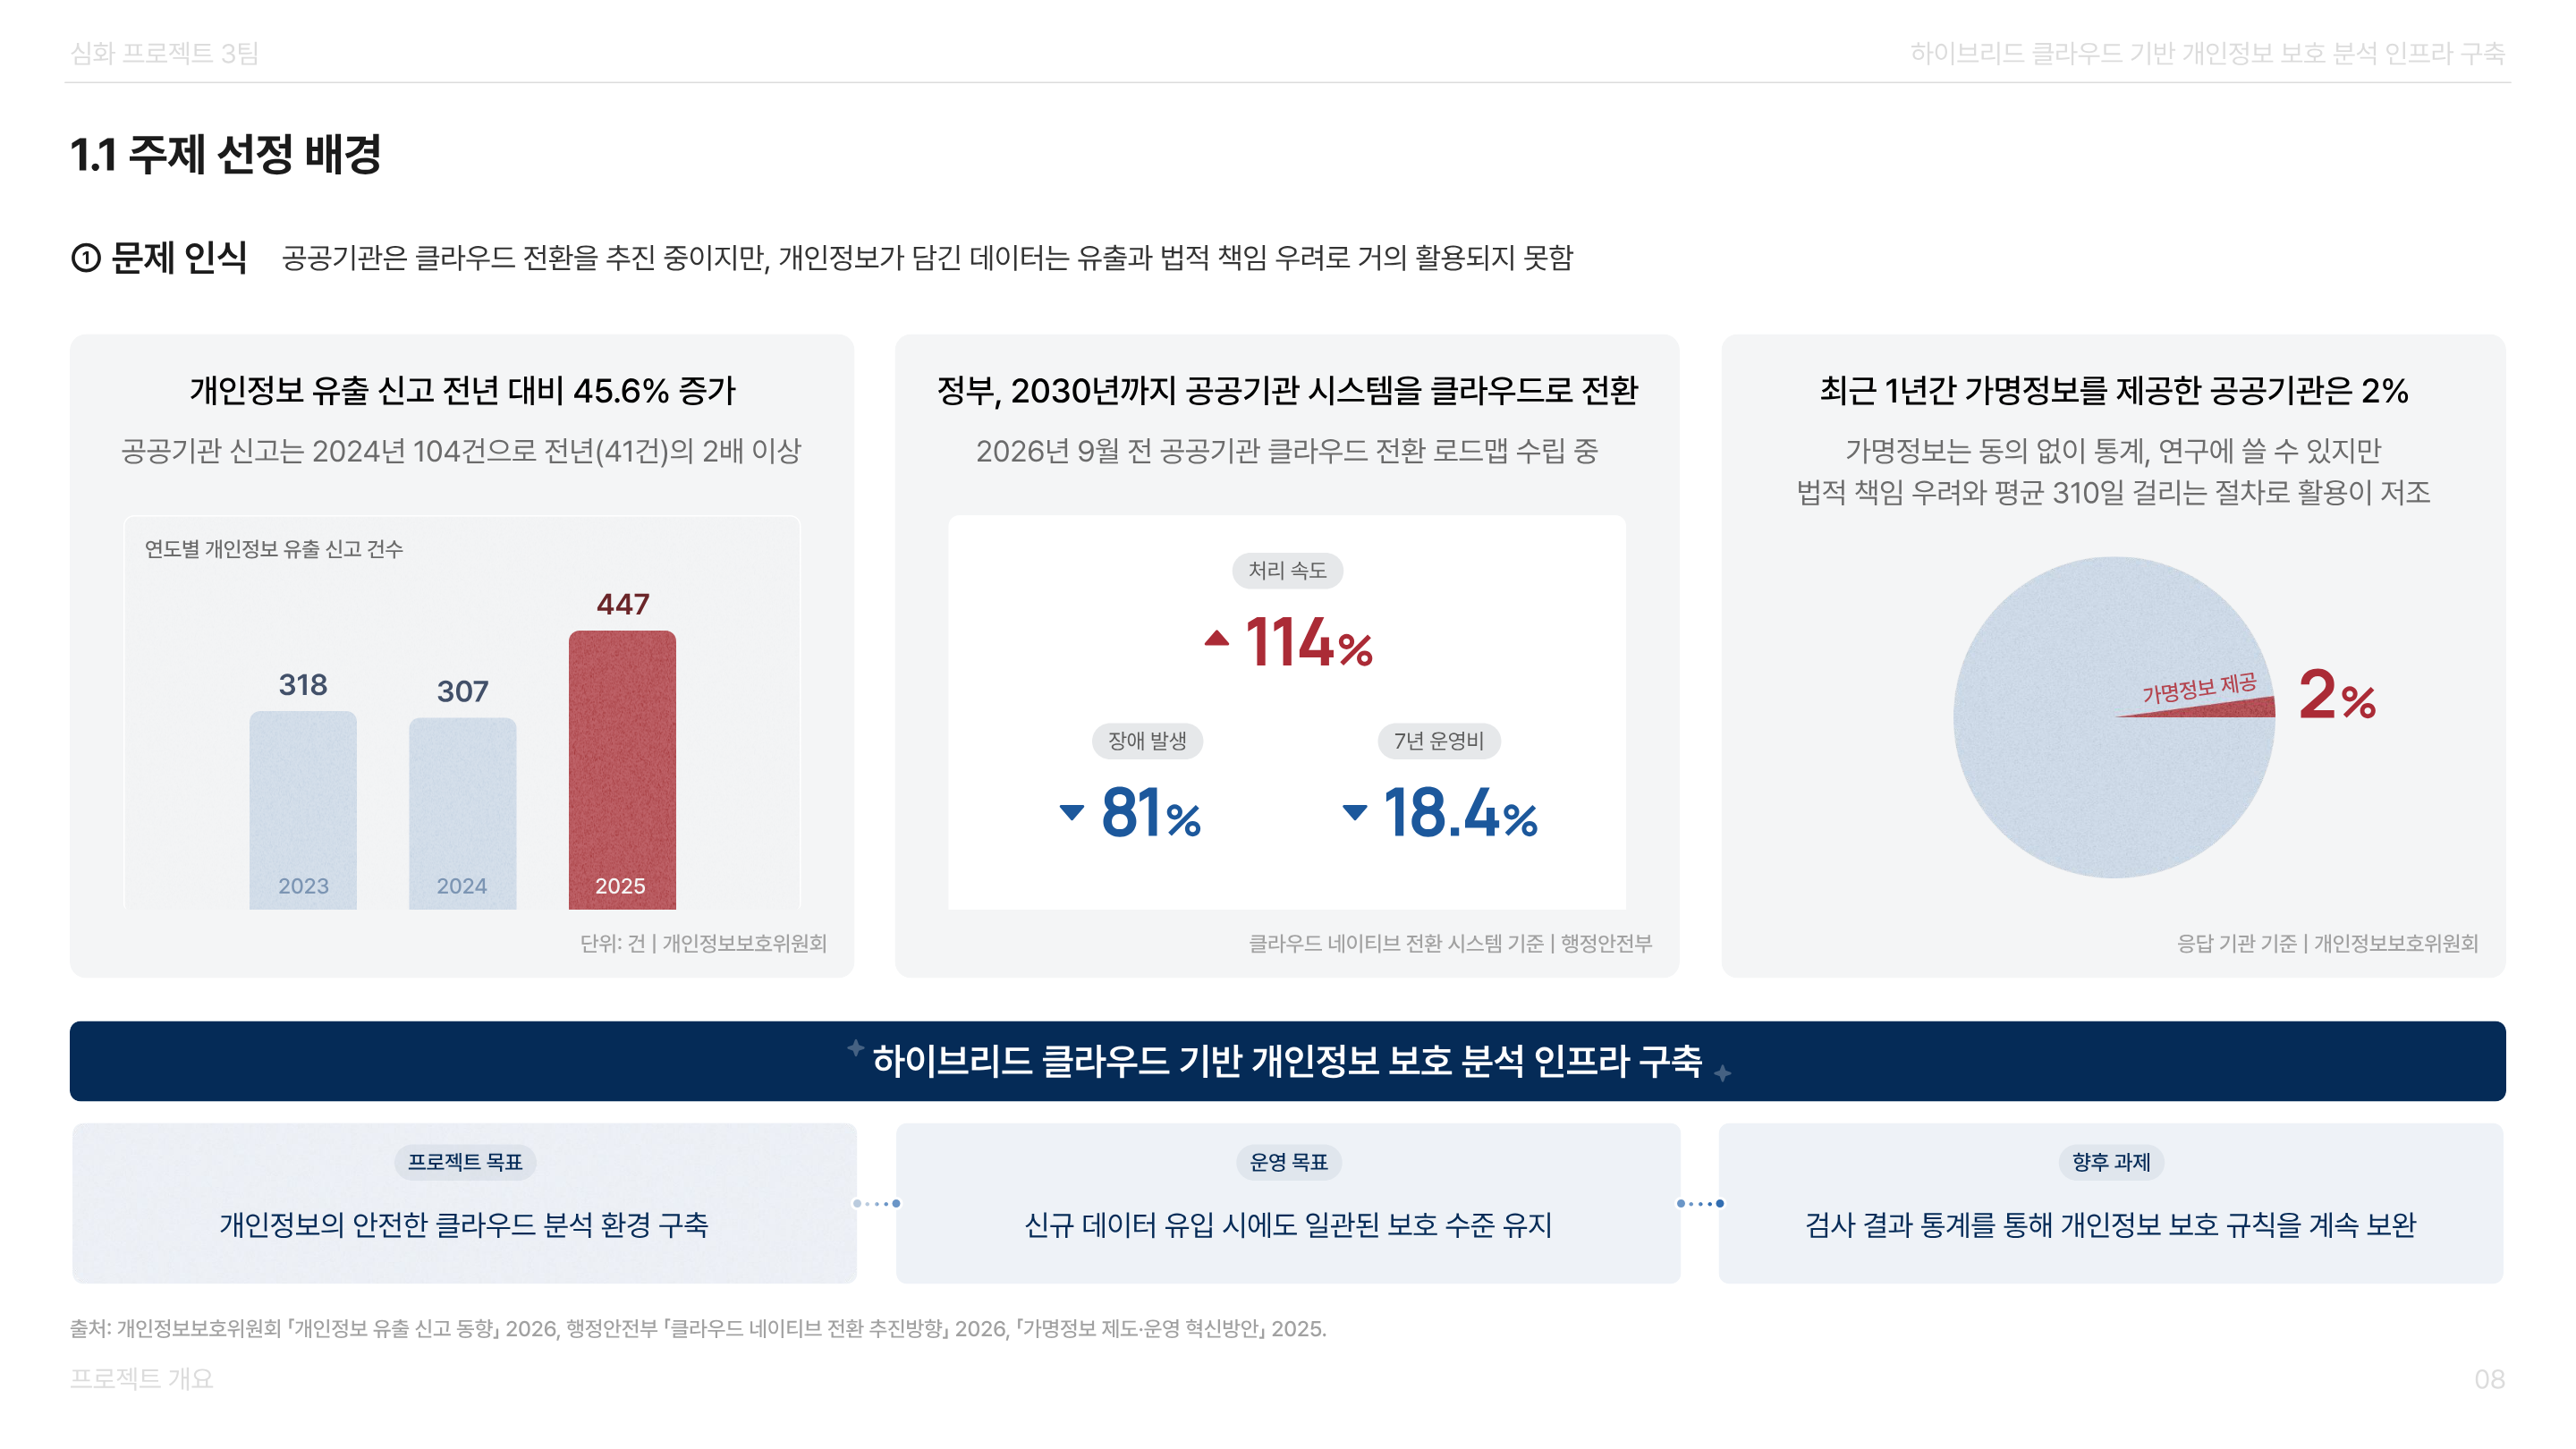 심화 프로젝트 3팀
하이브리드 클라우드 기반 개인정보 보호 분석 인프라 구축
1.1 주제 선정 배경
① 문제 인식
공공기관은 클라우드 전환을 추진 중이지만, 개인정보가 담긴 데이터는 유출과 법적 책임 우려로 거의 활용되지 못함
개인정보 유출 신고 전년 대비 45.6% 증가
공공기관 신고는 2024년 104건으로 전년(41건)의 2배 이상
연도별 개인정보 유출 신고 건수
318
307
447
2023
2024
2025
단위: 건 | 개인정보보호위원회
정부, 2030년까지 공공기관 시스템을 클라우드로 전환
2026년 9월 전 공공기관 클라우드 전환 로드맵 수립 중
처리 속도
▲ 114%
장애 발생
▼ 81%
7년 운영비
▼ 18.4%
클라우드 네이티브 전환 시스템 기준 | 행정안전부
최근 1년간 가명정보를 제공한 공공기관은 2%
가명정보는 동의 없이 통계, 연구에 쓸 수 있지만
법적 책임 우려와 평균 310일 걸리는 절차로 활용이 저조
가명정보 제공
2%
응답 기관 기준 | 개인정보보호위원회
하이브리드 클라우드 기반 개인정보 보호 분석 인프라 구축
프로젝트 목표
개인정보의 안전한 클라우드 분석 환경 구축
운영 목표
신규 데이터 유입 시에도 일관된 보호 수준 유지
향후 과제
검사 결과 통계를 통해 개인정보 보호 규칙을 계속 보완
출처: 개인정보보호위원회 「개인정보 유출 신고 동향」 2026, 행정안전부 「클라우드 네이티브 전환 추진방향」 2026, 「가명정보 제도·운영 혁신방안」 2025.
프로젝트 개요
08